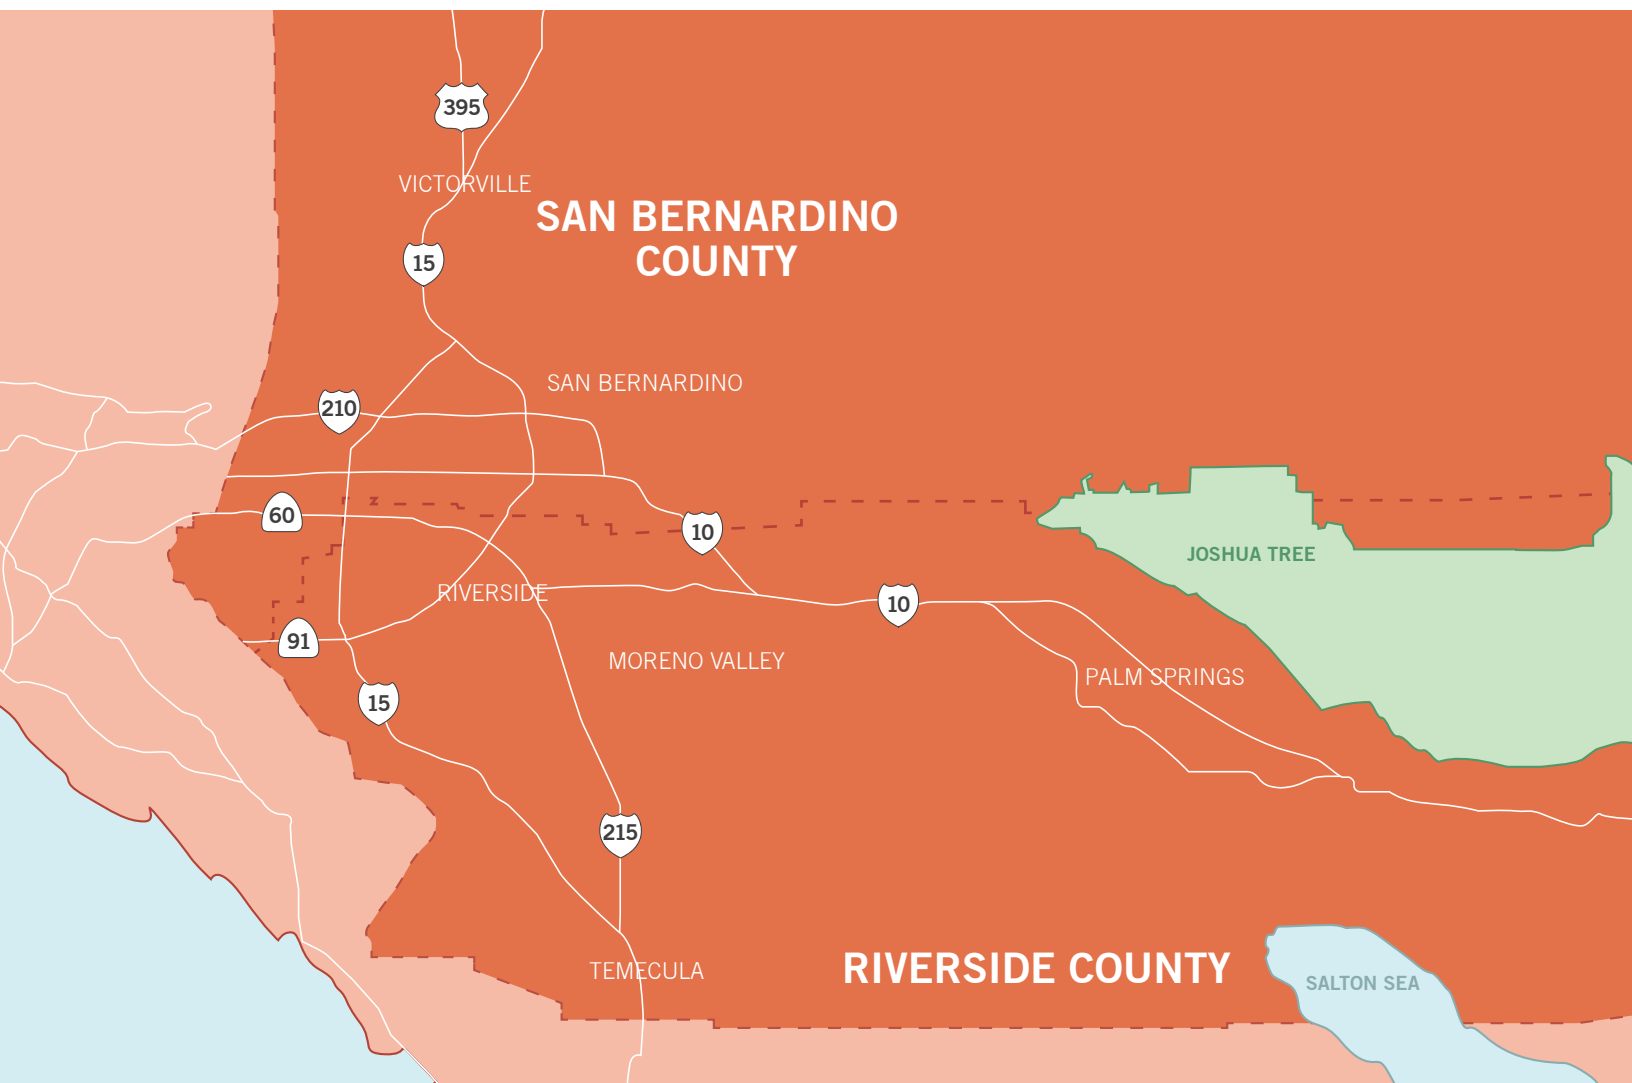 395
VICTORVILLE
SAN BERNARDINO
COUNTY
15
SAN BERNARDINO
210
60
10
JOSHUA TREE
RIVERSIDE
10
91
MORENO VALLEY
PALM SPRINGS
15
215
RIVERSIDE COUNTY
TEMECULA
SALTON SEA